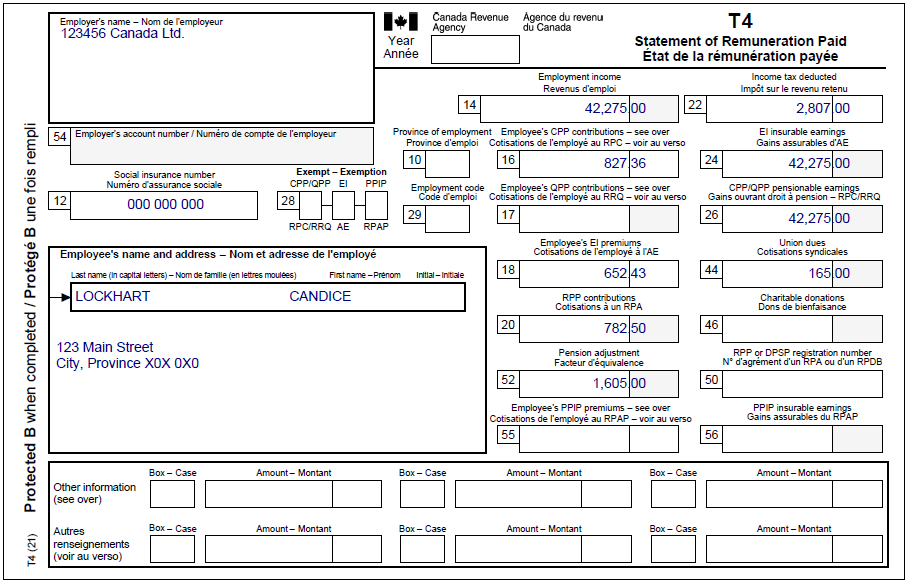 Employer's name – Nom de l'employeur
123456 Canada Ltd.
Canada Revenue Agency
Agence du revenu du Canada
T4
Statement of Remuneration Paid
État de la rémunération payée
Year
Année
Employment income
Revenus d'emploi
14 42,275 00
Income tax deducted
Impôt sur le revenu retenu
22 2,807 00
54 Employer's account number / Numéro de compte de l'employeur
Province of employment
Province d'emploi
10
Employee's CPP contributions – see over
Cotisations de l'employé au RPC – voir au verso
16 827 36
EI insurable earnings
Gains assurables d'AE
24 42,275 00
Social insurance number
Numéro d'assurance sociale
12 000 000 000
Exempt – Exemption
CPP/QPP EI PPIP
28
RPC/RRQ AE RPAP
Employment code
Code d'emploi
29
Employee's QPP contributions – see over
Cotisations de l'employé au RRQ – voir au verso
17
CPP/QPP pensionable earnings
Gains ouvrant droit à pension – RPC/RRQ
26 42,275 00
Employee's name and address – Nom et adresse de l'employé
Last name (in capital letters) – Nom de famille (en lettres moulées) First name – Prénom Initial – Initiale
LOCKHART CANDICE
123 Main Street
City, Province X0X 0X0
Employee's EI premiums
Cotisations de l'employé à l'AE
18 652 43
Union dues
Cotisations syndicales
44 165 00
RPP contributions
Cotisations à un RPA
20 782 50
Charitable donations
Dons de bienfaisance
46
Pension adjustment
Facteur d'équivalence
52 1,605 00
RPP or DPSP registration number
N° d'agrément d'un RPA ou d'un RPDB
50
Employee's PPIP premiums – see over
Cotisations de l'employé au RPAP – voir au verso
55
PPIP insurable earnings
Gains assurables du RPAP
56
Box – Case Amount – Montant Box – Case Amount – Montant Box – Case Amount – Montant
Other information
(see over)
Box – Case Amount – Montant Box – Case Amount – Montant Box – Case Amount – Montant
Autres
renseignements
(voir au verso)
Protected B when completed / Protégé B une fois rempli
T4 (21)